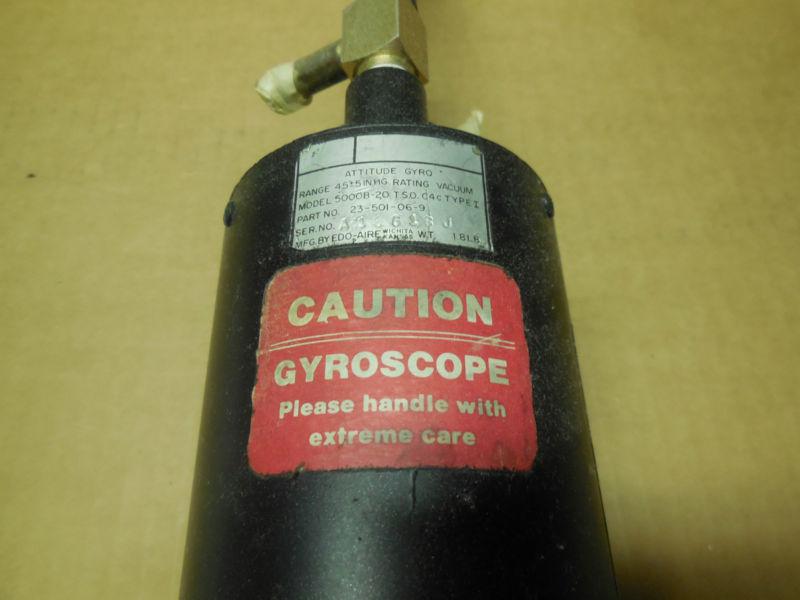 ATTITUDE GYRO
RANGE 4.5±.5 IN.HG. RATING VACUUM
MODEL 5000B-20 T.S.O. C4c TYPE I
PART NO. 23-501-06-9
SER. NO.
MFG. BY EDO-AIRE WICHITA KANSAS WT. 1.8 LB.
CAUTION
GYROSCOPE
Please handle with
extreme care